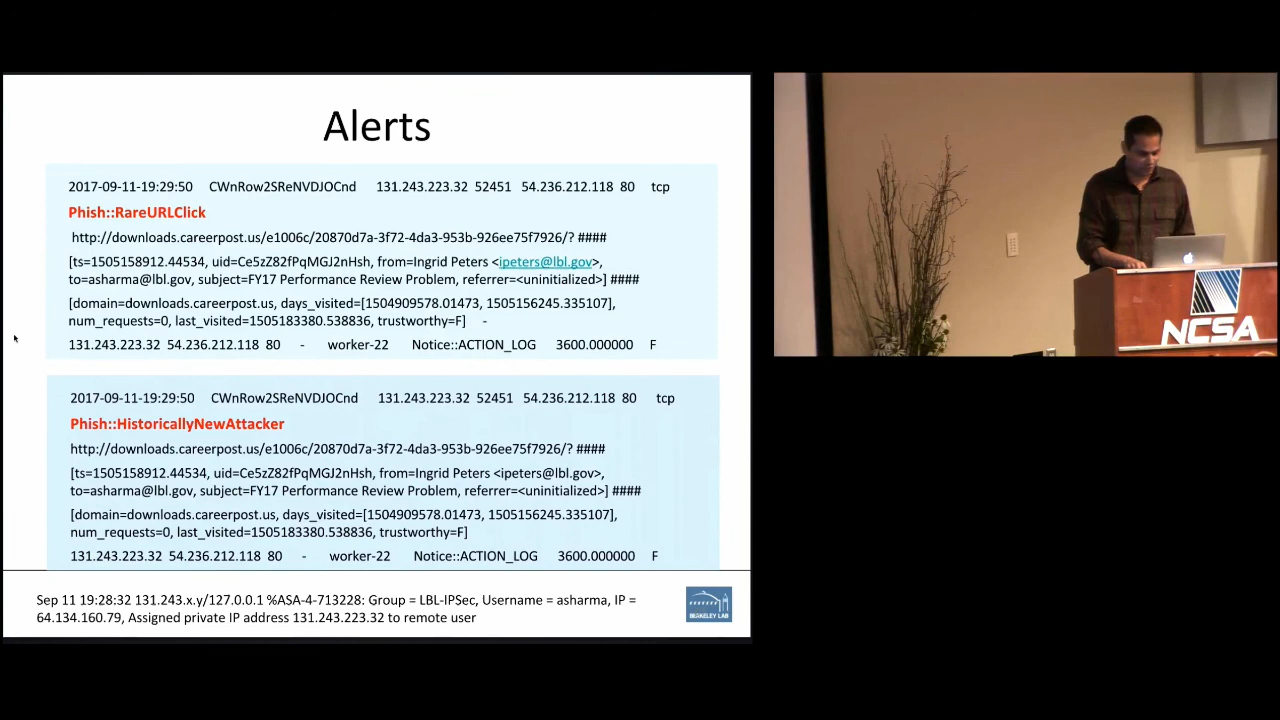 Alerts
2017-09-11-19:29:50 CWnRow2SReNVDJOCnd 131.243.223.32 52451 54.236.212.118 80 tcp
Phish::RareURLClick
http://downloads.careerpost.us/e1006c/20870d7a-3f72-4da3-953b-926ee75f7926/? ####
[ts=1505158912.44534, uid=Ce5zZ82fPqMGJ2nHsh, from=Ingrid Peters <ipeters@lbl.gov>,
to=asharma@lbl.gov, subject=FY17 Performance Review Problem, referrer=<uninitialized>] ####
[domain=downloads.careerpost.us, days_visited=[1504909578.01473, 1505156245.335107],
num_requests=0, last_visited=1505183380.538836, trustworthy=F] -
131.243.223.32 54.236.212.118 80 - worker-22 Notice::ACTION_LOG 3600.000000 F
2017-09-11-19:29:50 CWnRow2SReNVDJOCnd 131.243.223.32 52451 54.236.212.118 80 tcp
Phish::HistoricallyNewAttacker
http://downloads.careerpost.us/e1006c/20870d7a-3f72-4da3-953b-926ee75f7926/? ####
[ts=1505158912.44534, uid=Ce5zZ82fPqMGJ2nHsh, from=Ingrid Peters <ipeters@lbl.gov>,
to=asharma@lbl.gov, subject=FY17 Performance Review Problem, referrer=<uninitialized>] ####
[domain=downloads.careerpost.us, days_visited=[1504909578.01473, 1505156245.335107],
num_requests=0, last_visited=1505183380.538836, trustworthy=F]
131.243.223.32 54.236.212.118 80 - worker-22 Notice::ACTION_LOG 3600.000000 F
Sep 11 19:28:32 131.243.x.y/127.0.0.1 %ASA-4-713228: Group = LBL-IPSec, Username = asharma, IP =
64.134.160.79, Assigned private IP address 131.243.223.32 to remote user
BERKELEY LAB
NCSA